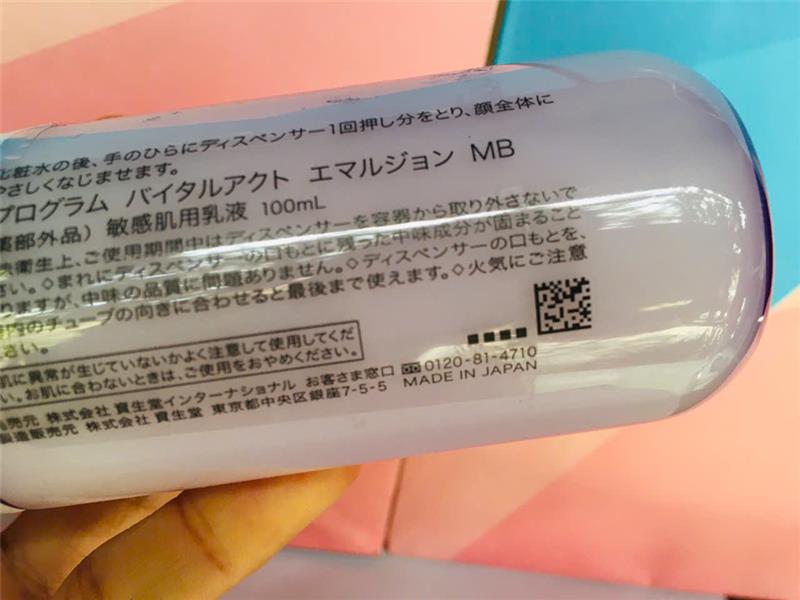 化粧水の後、手のひらにディスペンサー1回押し分をとり、顔全体に
やさしくなじませます。
プログラム バイタルアクト エマルジョン MB
薬部外品）敏感肌用乳液 100mL
衛生上、ご使用期間中はディスペンサーを容器から取り外さないで
さい。◇まれにディスペンサーの口もとに残った中味成分が固まること
りますが、中味の品質に問題ありません。◇ディスペンサーの口もとを、
内のチューブの向きに合わせると最後まで使えます。◇火気にご注意
さい。
肌に異常が生じていないかよく注意して使用してくだ
い。お肌に合わないときは、ご使用をおやめください。
売元 株式会社 資生堂インターナショナル お客さま窓口 0120-81-4710
製造販売元 株式会社 資生堂 東京都中央区銀座7-5-5 MADE IN JAPAN